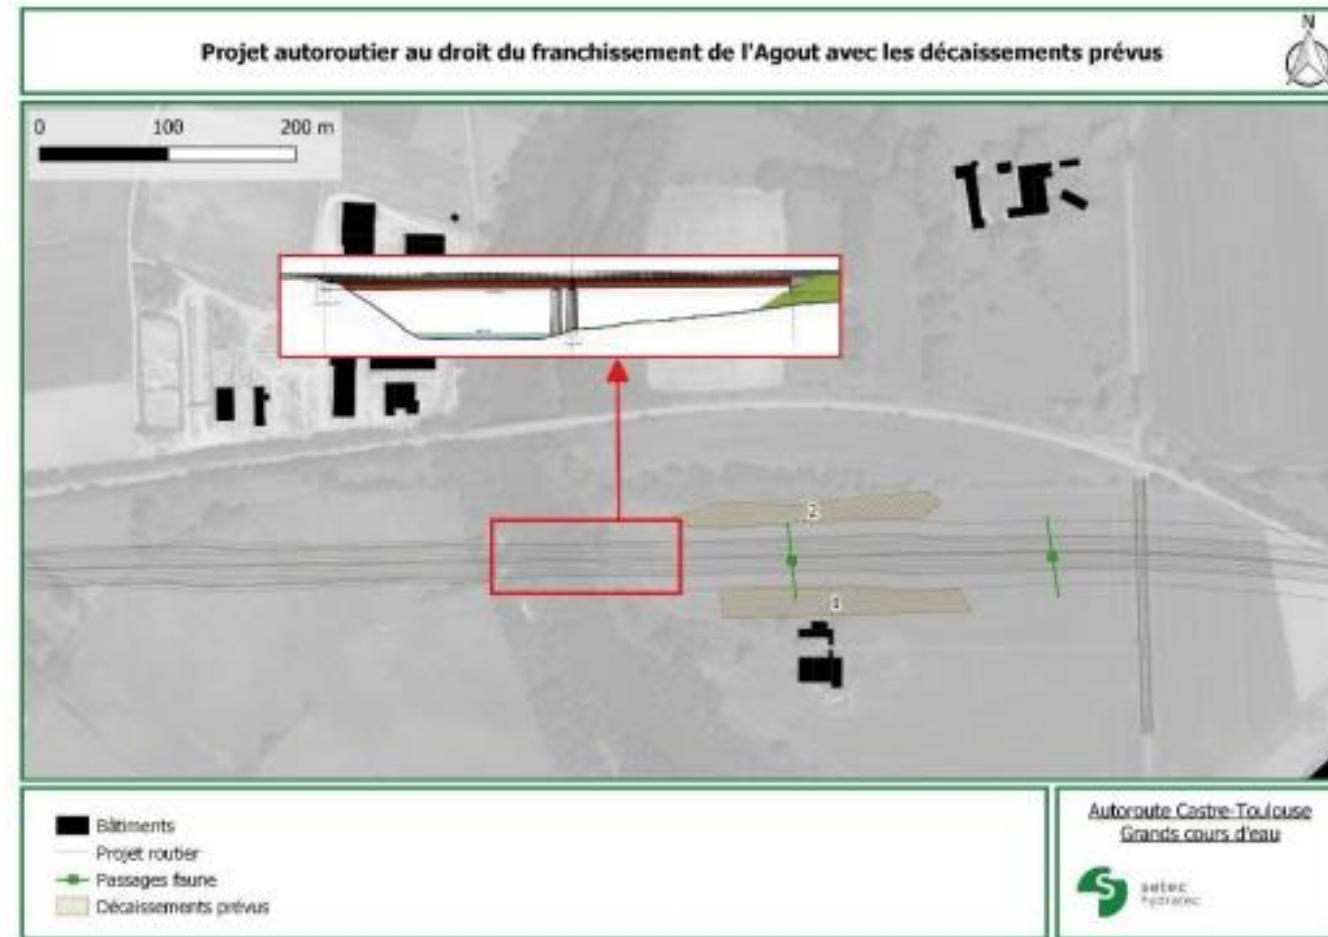 Projet autoroutier au droit du franchissement de l'Agout avec les décaissements prévus
N
0 100 200 m
2
1
Bâtiments
Projet routier
Passages faune
Décaissements prévus
Autoroute Castre-Toulouse
Grands cours d'eau
setec
hydratec